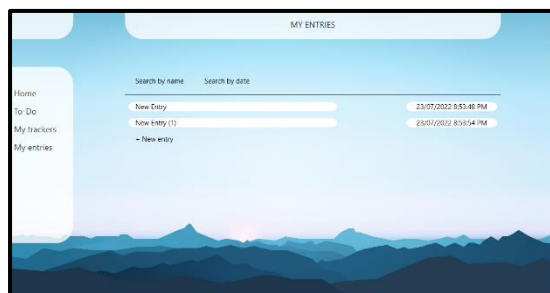 MY ENTRIES
Home
To-Do
My trackers
My entries
Search by name Search by date
New Entry 23/07/2022 8:53:48 PM
New Entry (1) 23/07/2022 8:53:54 PM
+ New entry